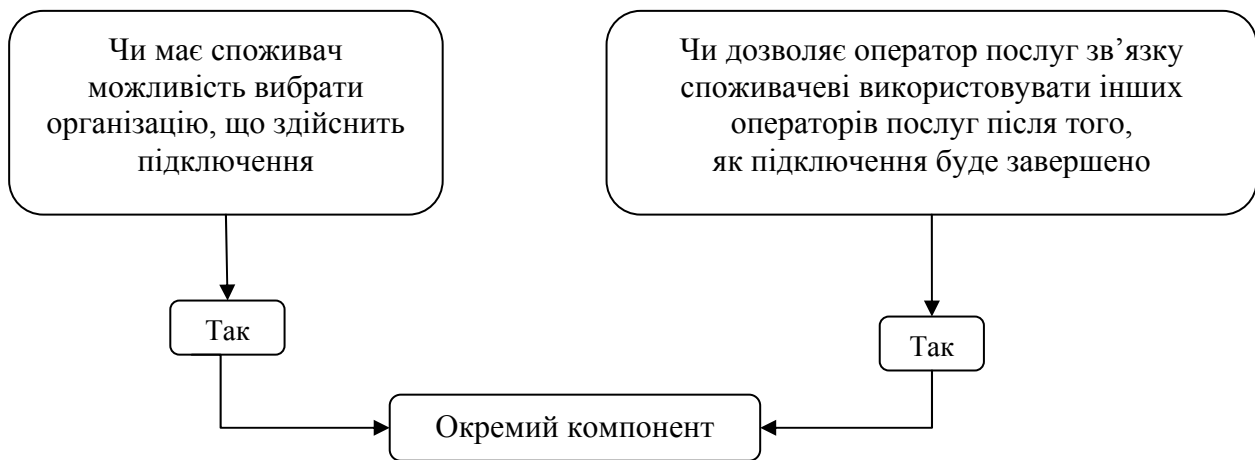 Чи має споживач
можливість вибрати
організацію, що здійснить
підключення
Чи дозволяє оператор послуг зв’язку
споживачеві використовувати інших
операторів послуг після того,
як підключення буде завершено
Так
Так
Окремий компонент